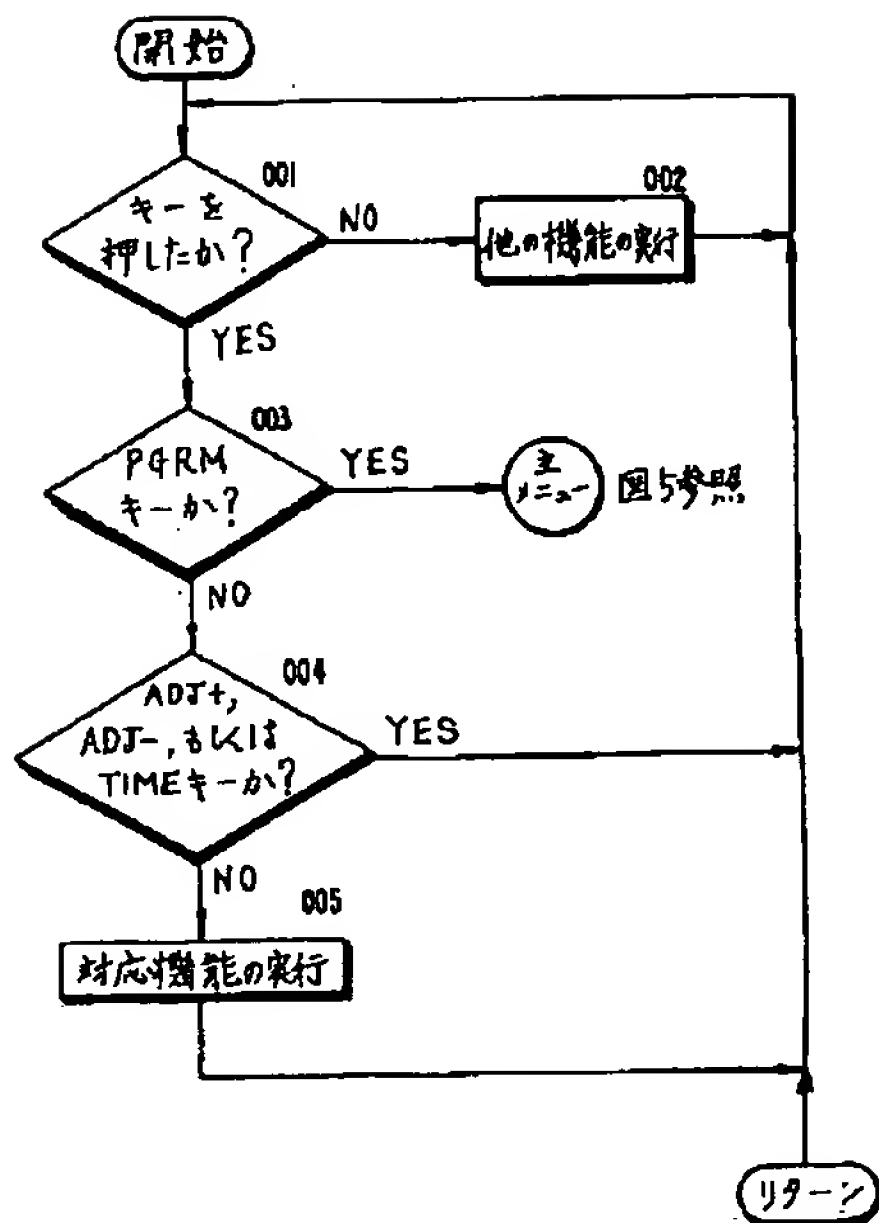 開始
001
キーを
押したか?
NO
002
他の機能の実行
YES
003
PGRM
キーか?
YES
主
メニュー
図5参照
NO
004
ADJ+,
ADJ-,もしくは
TIMEキーか?
YES
NO
005
対応機能の実行
リターン